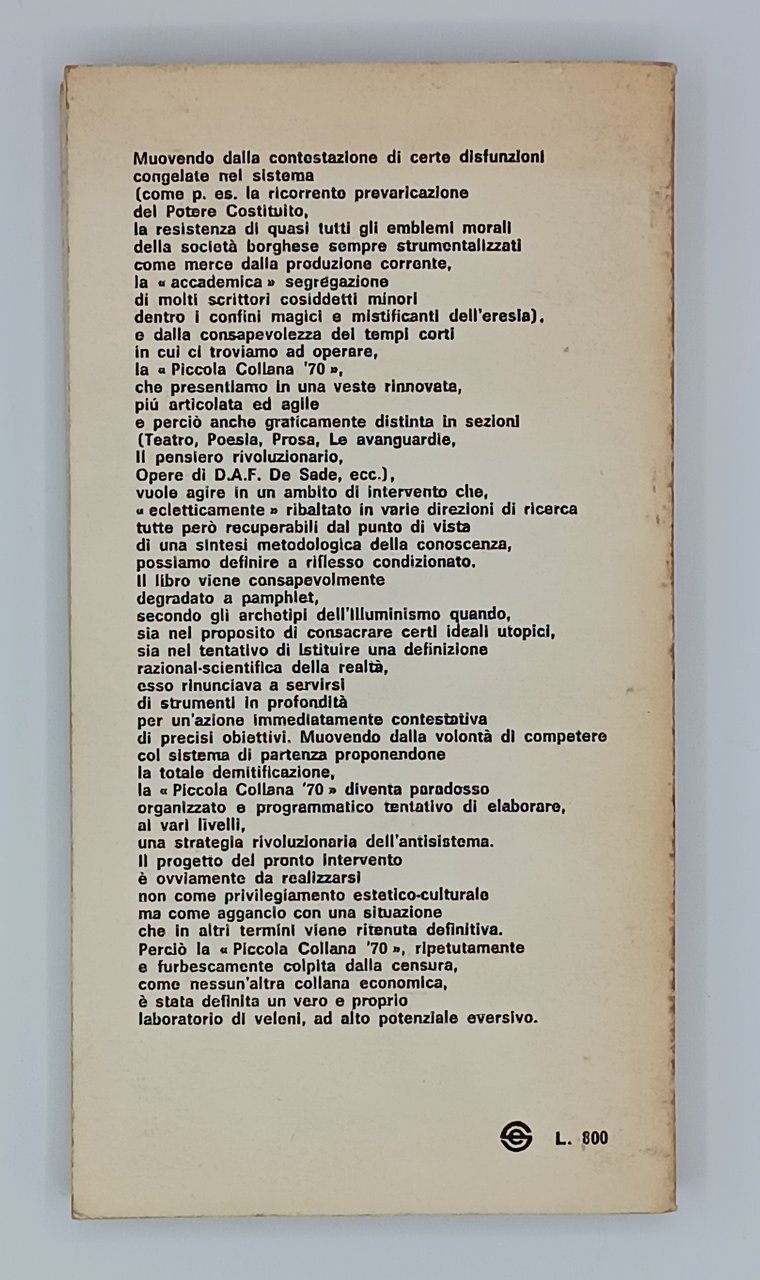 Muovendo dalla contestazione di certe disfunzioni
congelate nel sistema
(come p. es. la ricorrente prevaricazione
del Potere Costituito,
la resistenza di quasi tutti gli emblemi morali
della società borghese sempre strumentalizzati
come merce dalla produzione corrente,
la « accademica » segregazione
di molti scrittori cosiddetti minori
dentro i confini magici e mistificanti dell'eresia),
e dalla consapevolezza dei tempi corti
in cui ci troviamo ad operare,
la « Piccola Collana '70 »,
che presentiamo in una veste rinnovata,
piú articolata ed agile
e perciò anche graficamente distinta in sezioni
(Teatro, Poesia, Prosa, Le avanguardie,
Il pensiero rivoluzionario,
Opere di D.A.F. De Sade, ecc.),
vuole agire in un ambito di intervento che,
« ecletticamente » ribaltato in varie direzioni di ricerca
tutte però recuperabili dal punto di vista
di una sintesi metodologica della conoscenza,
possiamo definire a riflesso condizionato.
Il libro viene consapevolmente
degradato a pamphlet,
secondo gli archetipi dell'Illuminismo quando,
sia nel proposito di consacrare certi ideali utopici,
sia nel tentativo di istituire una definizione
razional-scientifica della realtà,
esso rinunciava a servirsi
di strumenti in profondità
per un'azione immediatamente contestativa
di precisi obiettivi. Muovendo dalla volontà di competere
col sistema di partenza proponendone
la totale demitificazione,
la « Piccola Collana '70 » diventa paradosso
organizzato e programmatico tentativo di elaborare,
ai vari livelli,
una strategia rivoluzionaria dell'antisistema.
Il progetto del pronto intervento
è ovviamente da realizzarsi
non come privilegiamento estetico-culturale
ma come aggancio con una situazione
che in altri termini viene ritenuta definitiva.
Perciò la « Piccola Collana '70 », ripetutamente
e furbescamente colpita dalla censura,
come nessun'altra collana economica,
è stata definita un vero e proprio
laboratorio di veleni, ad alto potenziale eversivo.
L. 800